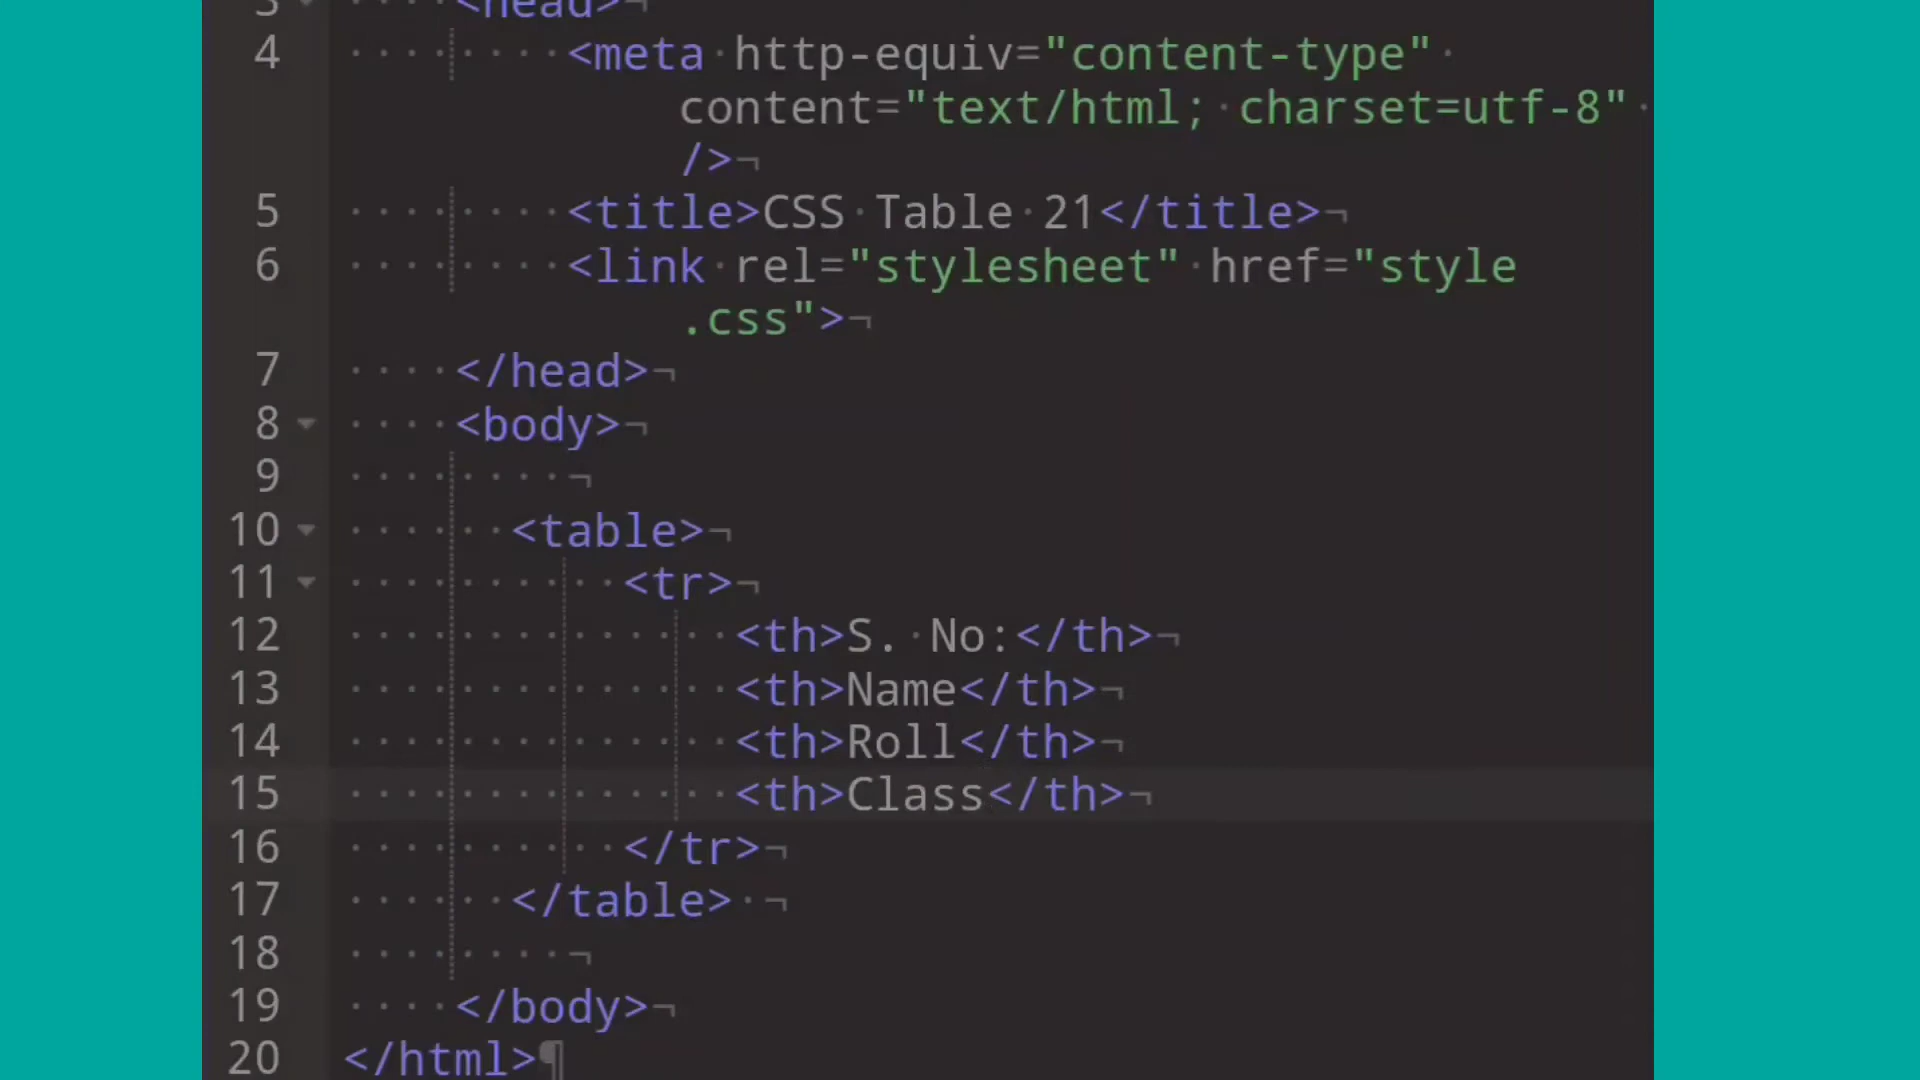 3 <head>¬
4 <meta http-equiv="content-type"
content="text/html; charset=utf-8"
/>¬
5 <title>CSS Table 21</title>¬
6 <link rel="stylesheet" href="style
.css">¬
7 </head>¬
8 <body>¬
9 ¬
10 <table>¬
11 <tr>¬
12 <th>S. No:</th>¬
13 <th>Name</th>¬
14 <th>Roll</th>¬
15 <th>Class</th>¬
16 </tr>¬
17 </table> ¬
18 ¬
19 </body>¬
20 </html>¶